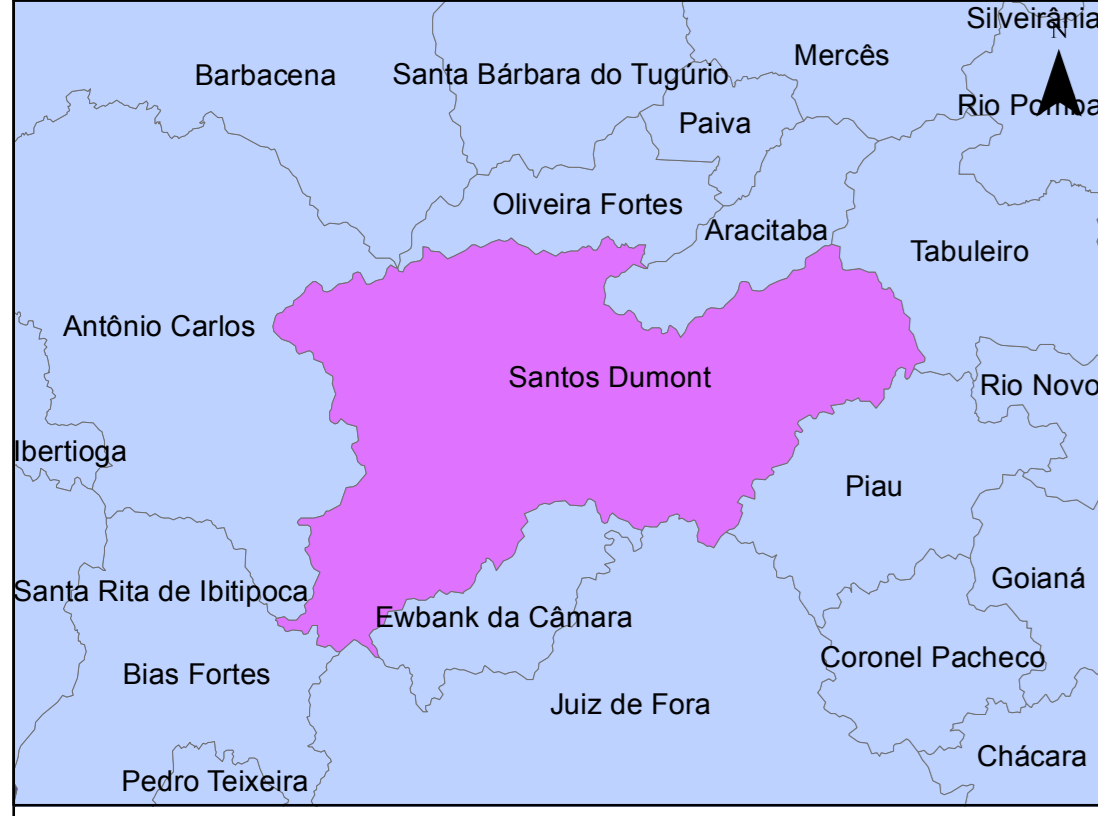 Silveirânia
N
Mercês
Barbacena
Santa Bárbara do Tugúrio
Rio Pomba
Paiva
Oliveira Fortes
Aracitaba
Tabuleiro
Antônio Carlos
Santos Dumont
Rio Novo
Ibertioga
Piau
Goianá
Santa Rita de Ibitipoca
Ewbank da Câmara
Coronel Pacheco
Bias Fortes
Juiz de Fora
Chácara
Pedro Teixeira